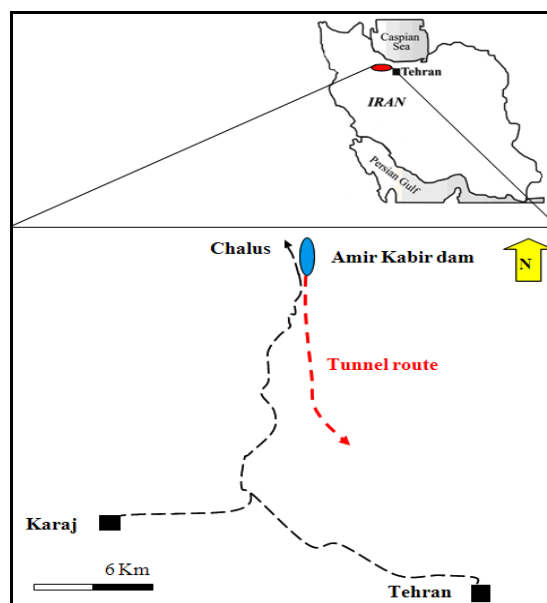 Caspian
Sea
Tehran
IRAN
Persian Gulf
Chalus
Amir Kabir dam
N
Tunnel route
Karaj
6 Km
Tehran